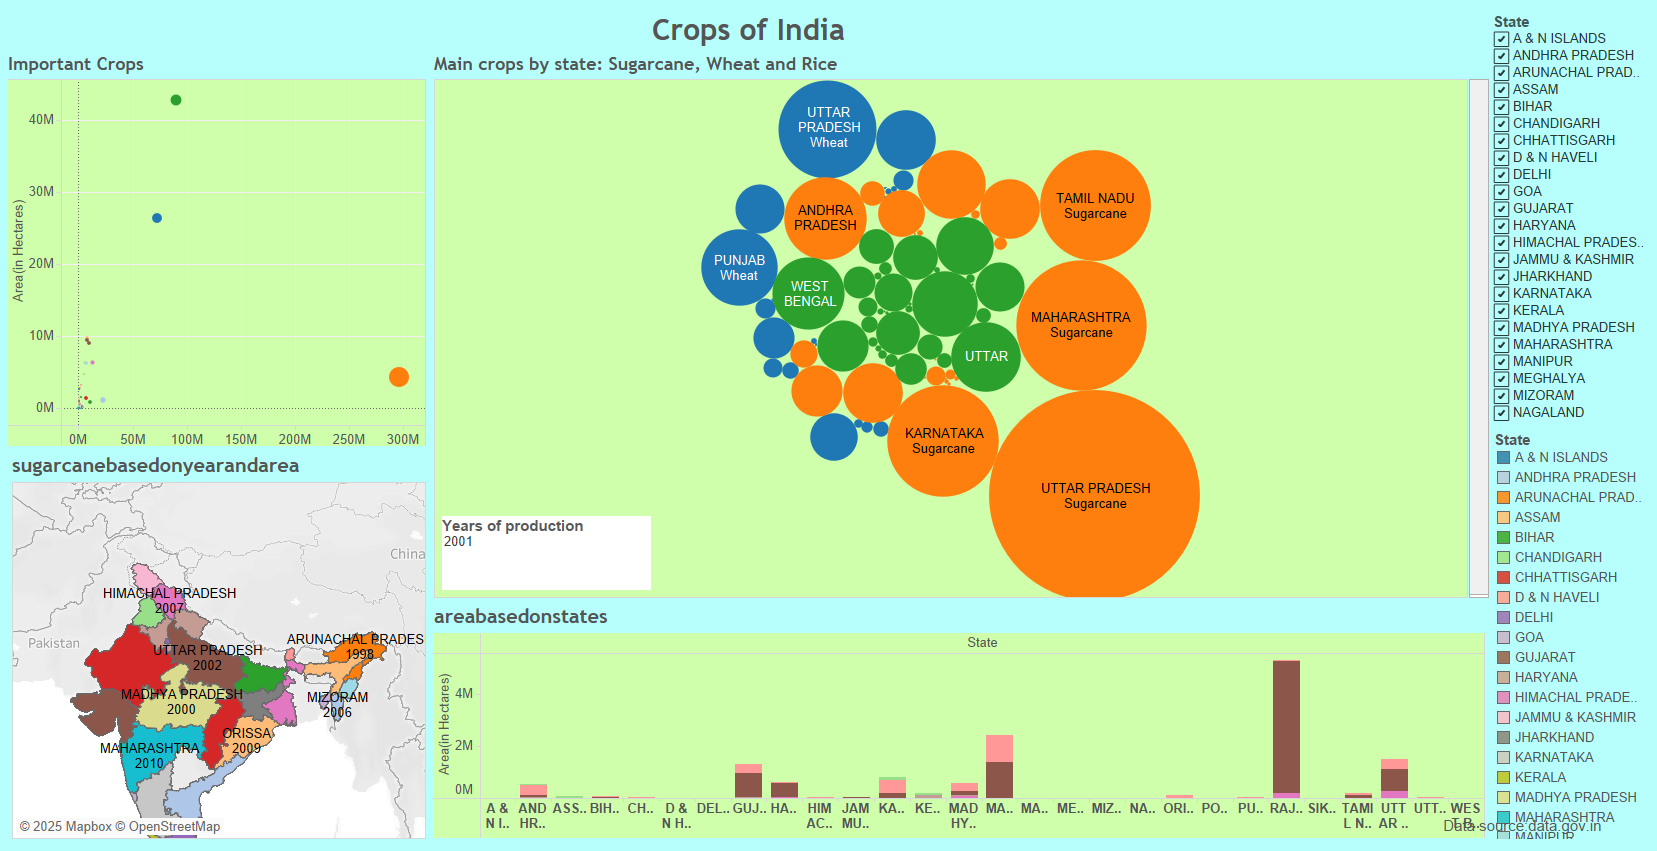 Crops of India
Important Crops
40M
30M
20M
10M
0M
Area(in Hectares)
0M 50M 100M 150M 200M 250M 300M
Main crops by state: Sugarcane, Wheat and Rice
UTTAR
PRADESH
Wheat
ANDHRA
PRADESH
TAMIL NADU
Sugarcane
PUNJAB
Wheat
WEST
BENGAL
MAHARASHTRA
Sugarcane
UTTAR
KARNATAKA
Sugarcane
UTTAR PRADESH
Sugarcane
Years of production
2001
sugarcanebasedonyearandarea
China
Pakistan
HIMACHAL PRADESH
2007
ARUNACHAL PRADES
1998
UTTAR PRADESH
2002
MADHYA PRADESH
2000
MIZORAM
2006
ORISSA
2009
MAHARASHTRA
2010
© 2025 Mapbox © OpenStreetMap
areabasedonstates
State
Area(in Hectares)
4M
2M
0M
A & N I..
AND HR..
ASS..
BIH..
CH..
D & N H..
DEL..
GUJ..
HA..
HIM AC..
JAM MU..
KA..
KE..
MAD HY..
MA..
MA..
ME..
MIZ..
NA..
ORI..
PO..
PU..
RAJ..
SIK..
TAMI L N..
UTT AR ..
UTT..
WES T B..
Data source:data.gov.in
State
A & N ISLANDS
ANDHRA PRADESH
ARUNACHAL PRAD..
ASSAM
BIHAR
CHANDIGARH
CHHATTISGARH
D & N HAVELI
DELHI
GOA
GUJARAT
HARYANA
HIMACHAL PRADES..
JAMMU & KASHMIR
JHARKHAND
KARNATAKA
KERALA
MADHYA PRADESH
MAHARASHTRA
MANIPUR
MEGHALYA
MIZORAM
NAGALAND
State
A & N ISLANDS
ANDHRA PRADESH
ARUNACHAL PRAD..
ASSAM
BIHAR
CHANDIGARH
CHHATTISGARH
D & N HAVELI
DELHI
GOA
GUJARAT
HARYANA
HIMACHAL PRADE..
JAMMU & KASHMIR
JHARKHAND
KARNATAKA
KERALA
MADHYA PRADESH
MAHARASHTRA
MANIPUR